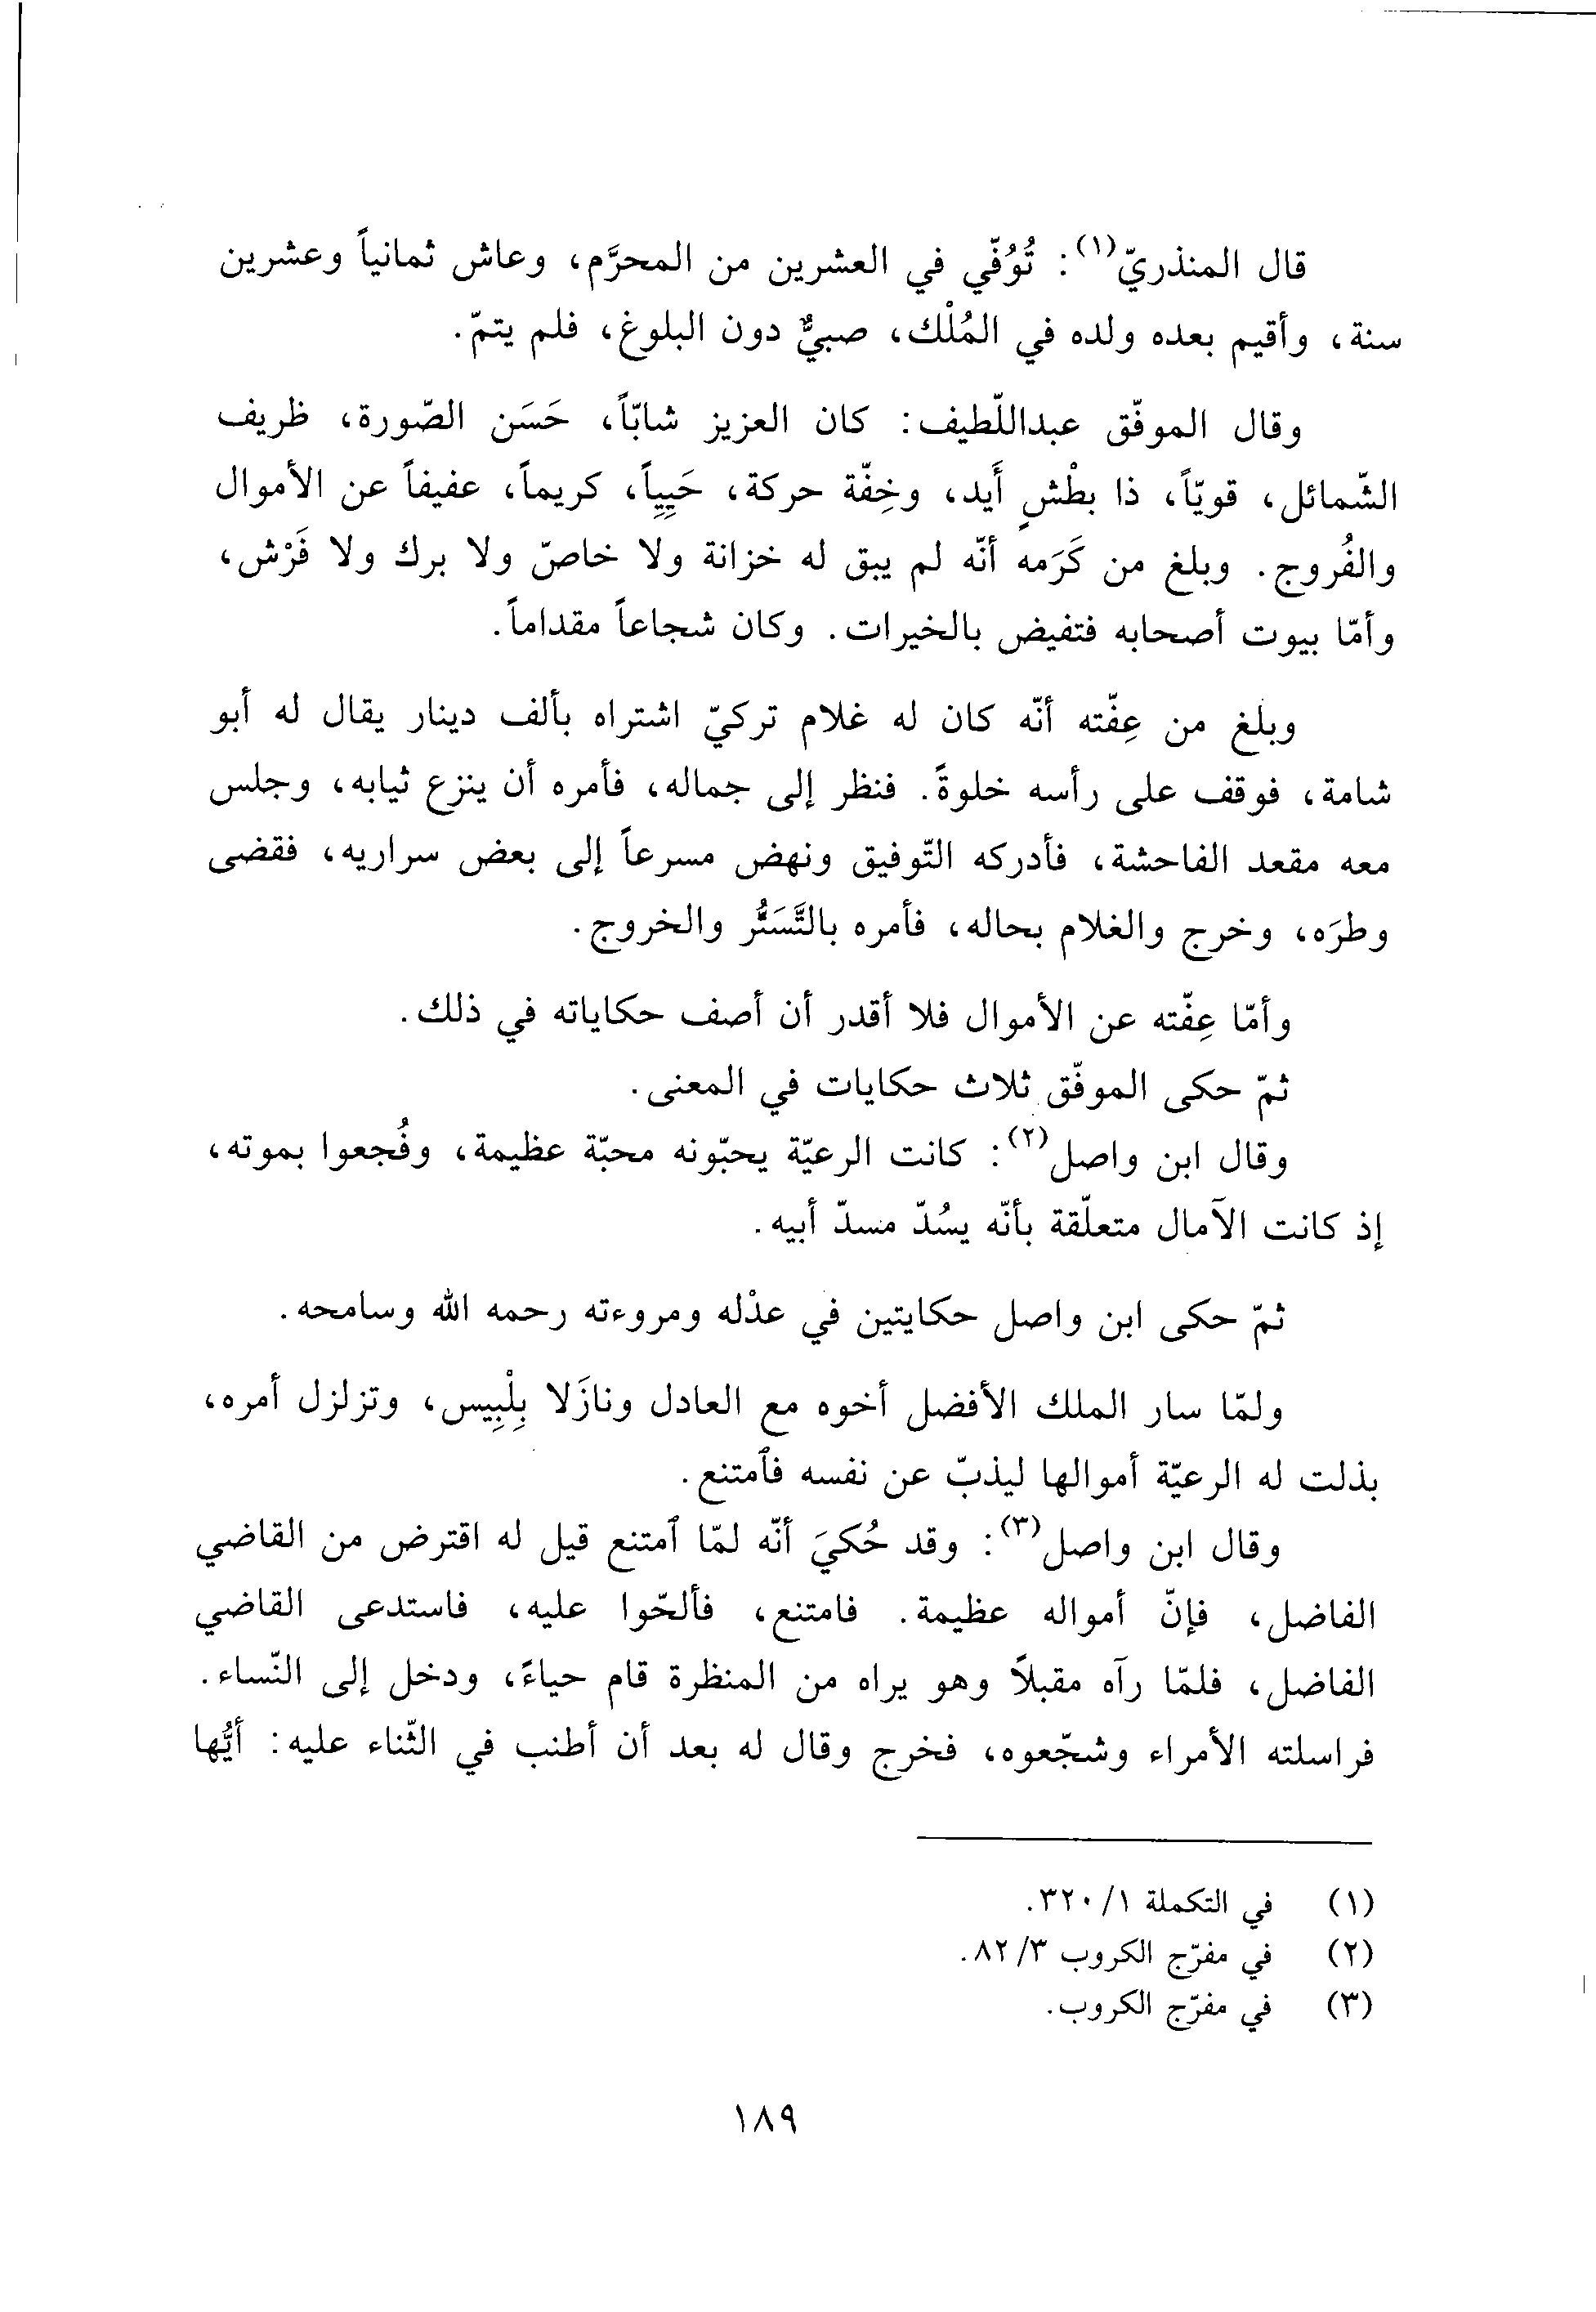 قال المنذريّ(١): تُوُفّي في العشرين من المحرَّم، وعاش ثمانياً وعشرين
سنة، وأقيم بعده ولده في المُلْك، صبيٌّ دون البلوغ، فلم يتمّ.
وقال الموفّق عبداللّطيف: كان العزيز شابّاً، حَسَن الصّورة، ظريف
الشّمائل، قويّاً، ذا بطْشٍ أَيد، وخِفّة حركة، حَيِيِاً، كريماً، عفيفاً عن الأموال
والفُروج. وبلغ من كَرَمه أنّه لم يبق له خزانة ولا خاصّ ولا برك ولا فَرْش،
وأمّا بيوت أصحابه فتفيض بالخيرات. وكان شجاعاً مقداماً.
وبلغ من عِفّته أنّه كان له غلام تركيّ اشتراه بألف دينار يقال له أبو
شامة، فوقف على رأسه خلوةً. فنظر إلى جماله، فأمره أن ينزع ثيابه، وجلس
معه مقعد الفاحشة، فأدركه التّوفيق ونهض مسرعاً إلى بعض سراريه، فقضى
وطرَه، وخرج والغلام بحاله، فأمره بالتَّسَتُّر والخروج.
وأمّا عِفّته عن الأموال فلا أقدر أن أصف حكاياته في ذلك.
ثمّ حكى الموفّق ثلاث حكايات في المعنى.
وقال ابن واصل(٢): كانت الرعيّة يحبّونه محبّة عظيمة، وفُجعوا بموته،
إذ كانت الآمال متعلّقة بأنّه يسُدّ مسدّ أبيه.
ثمّ حكى ابن واصل حكايتين في عدْله ومروءته رحمه الله وسامحه.
ولمّا سار الملك الأفضل أخوه مع العادل ونازَلا بِلْبِيس، وتزلزل أمره،
بذلت له الرعيّة أموالها ليذبّ عن نفسه فٱمتنع.
وقال ابن واصل(٣): وقد حُكيَ أنّه لمّا ٱمتنع قيل له اقترض من القاضي
الفاضل، فإنّ أمواله عظيمة. فامتنع، فألحّوا عليه، فاستدعى القاضي
الفاضل، فلمّا رآه مقبلاً وهو يراه من المنظرة قام حياءً، ودخل إلى النّساء.
فراسلته الأمراء وشجّعوه، فخرج وقال له بعد أن أطنب في الثّناء عليه: أيُّها
(١) في التكملة ١/ ٣٢٠.
(٢) في مفرّج الكروب ٣/ ٨٢.
(٣) في مفرّج الكروب.
١٨٩